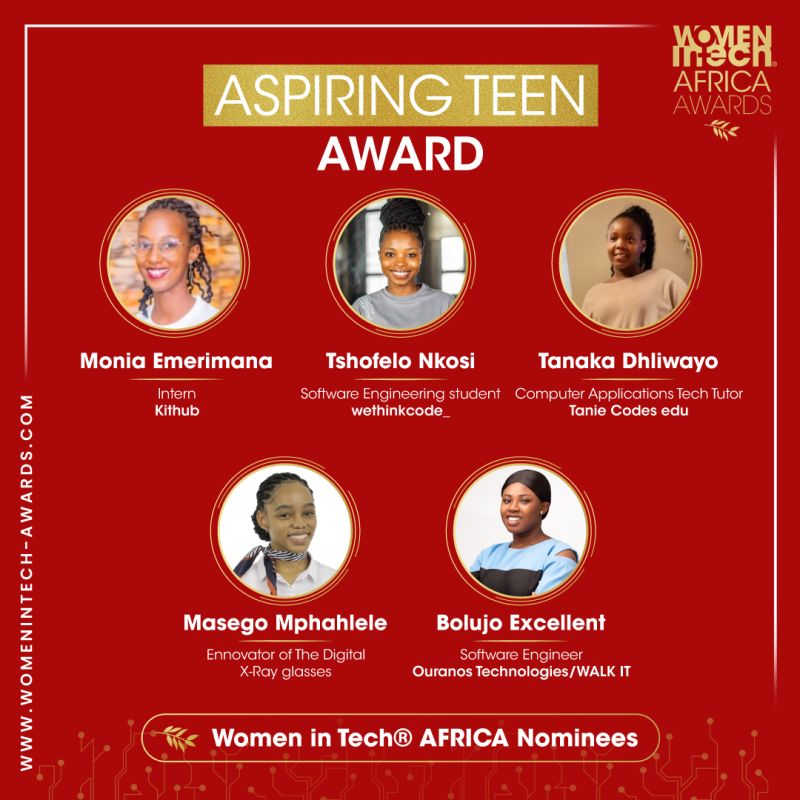 WOMEN
in tech®
AFRICA
AWARDS
ASPIRING TEEN
AWARD
Monia Emerimana
Intern
Kithub
Tshofelo Nkosi
Software Engineering student
wethinkcode_
Tanaka Dhliwayo
Computer Applications Tech Tutor
Tanie Codes edu
Masego Mphahlele
Ennovator of The Digital
X-Ray glasses
Bolujo Excellent
Software Engineer
Ouranos Technologies/WALK IT
WWW.WOMENINTECH-AWARDS.COM
Women in Tech® AFRICA Nominees